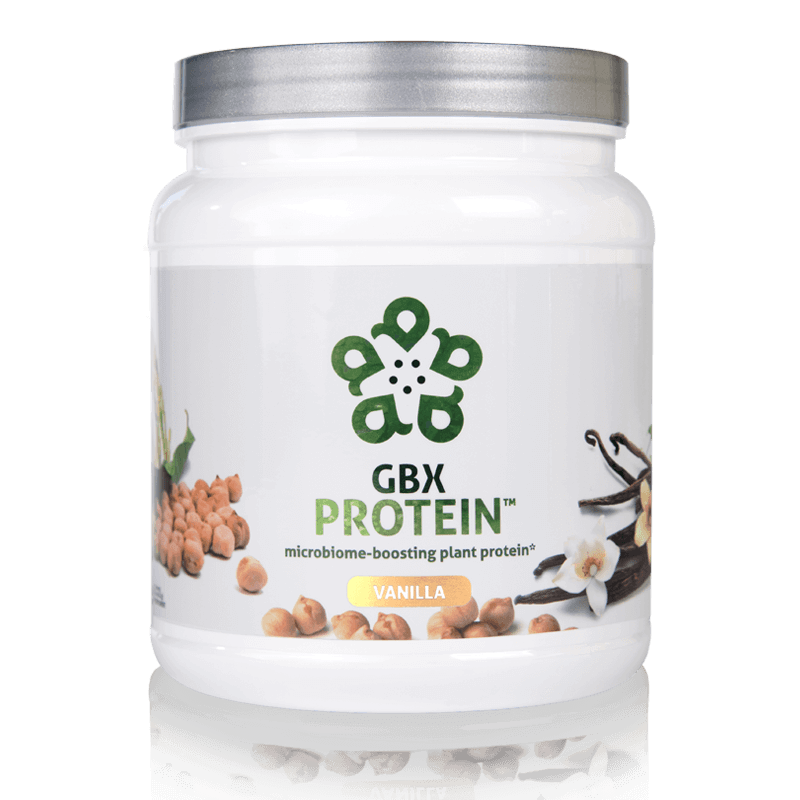 GBX
PROTEIN™
microbiome-boosting plant protein☆
VANILLA